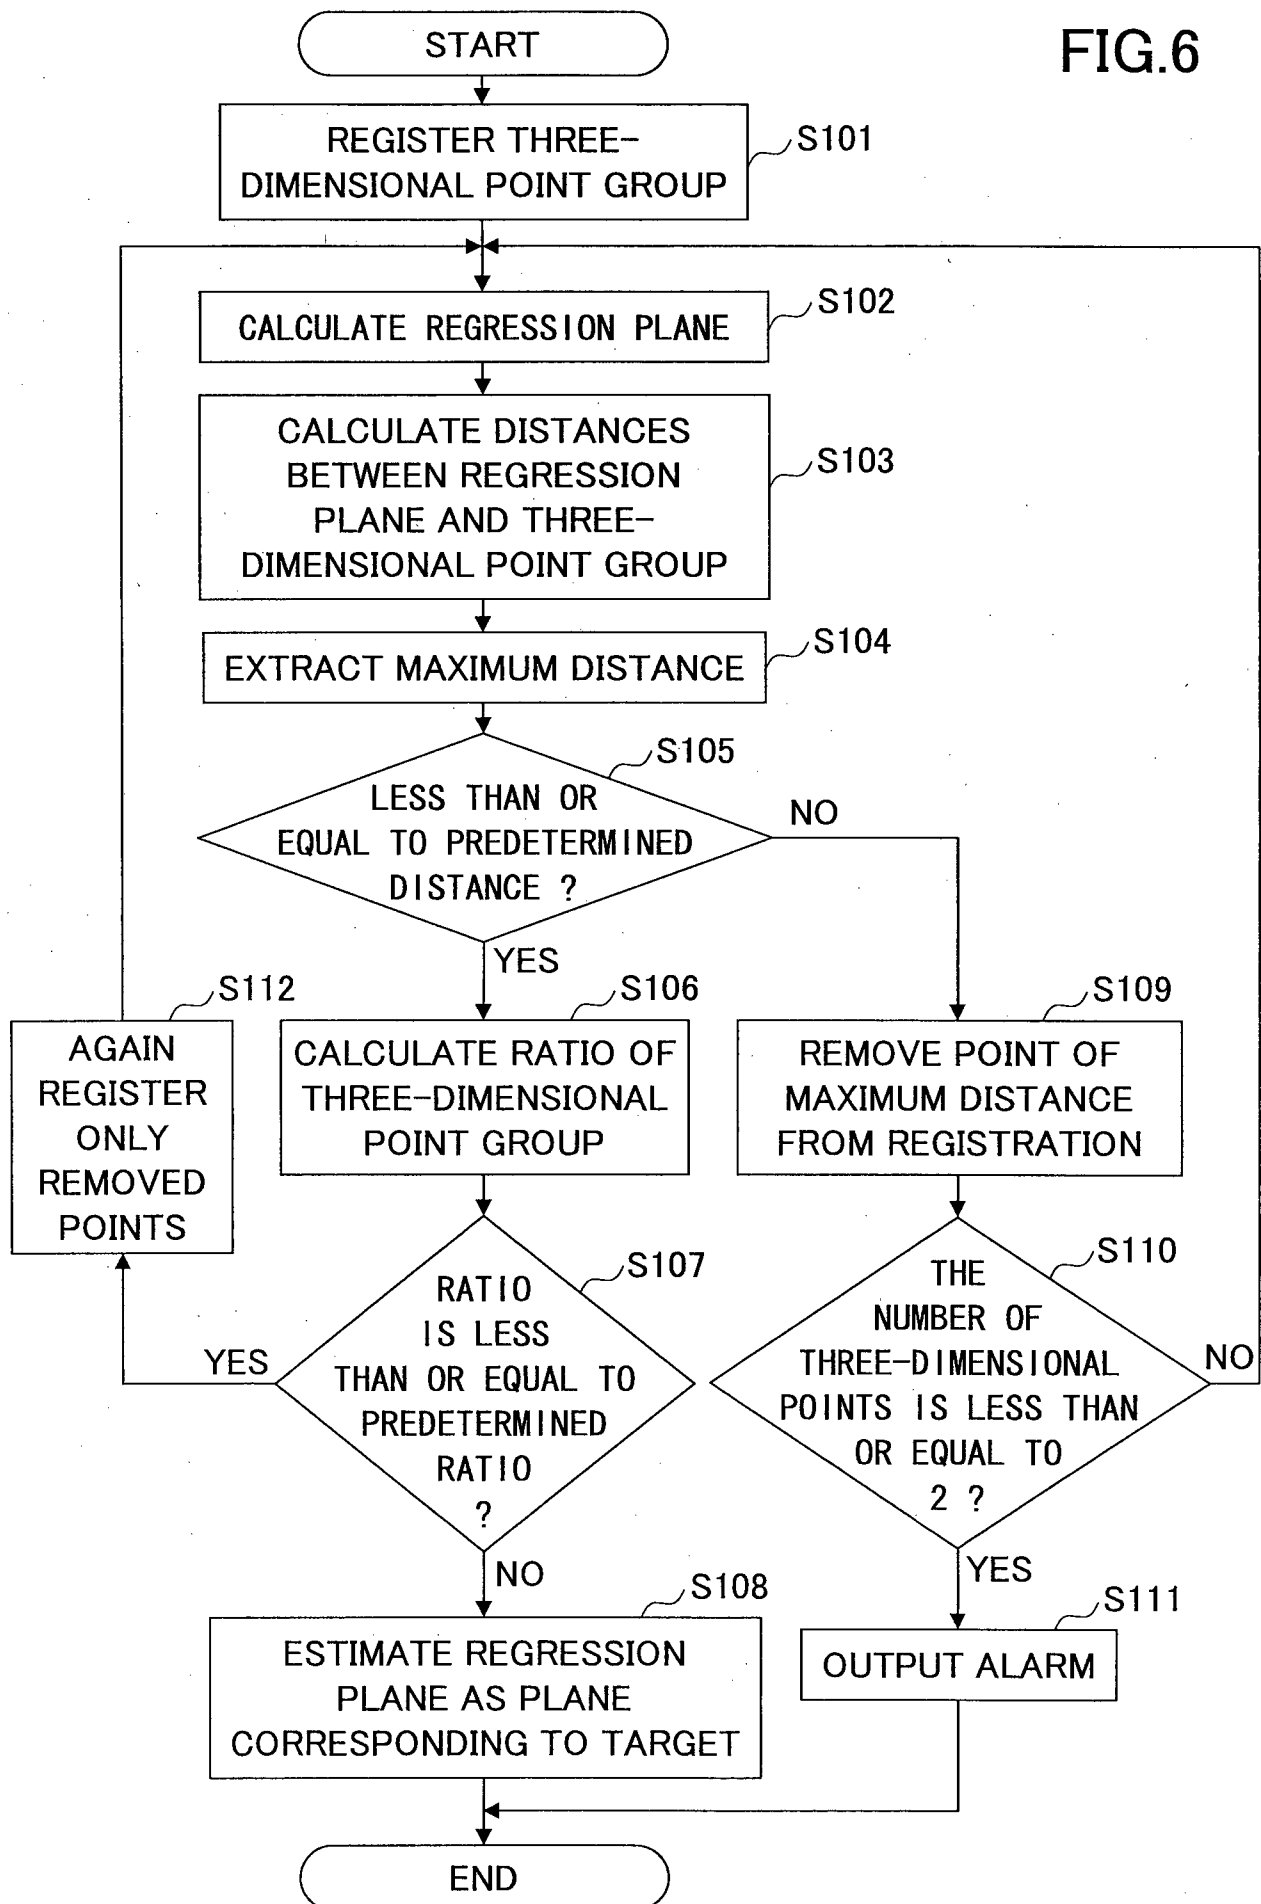 START
FIG.6
REGISTER THREE-
DIMENSIONAL POINT GROUP
S101
CALCULATE REGRESSION PLANE
S102
CALCULATE DISTANCES
BETWEEN REGRESSION
PLANE AND THREE-
DIMENSIONAL POINT GROUP
S103
EXTRACT MAXIMUM DISTANCE
S104
LESS THAN OR
EQUAL TO PREDETERMINED
DISTANCE ?
S105
NO
YES
S112
AGAIN
REGISTER
ONLY
REMOVED
POINTS
S106
CALCULATE RATIO OF
THREE-DIMENSIONAL
POINT GROUP
S109
REMOVE POINT OF
MAXIMUM DISTANCE
FROM REGISTRATION
S107
RATIO
IS LESS
THAN OR EQUAL TO
PREDETERMINED
RATIO
?
YES
NO
S110
THE
NUMBER OF
THREE-DIMENSIONAL
POINTS IS LESS THAN
OR EQUAL TO
2 ?
NO
YES
S108
ESTIMATE REGRESSION
PLANE AS PLANE
CORRESPONDING TO TARGET
S111
OUTPUT ALARM
END